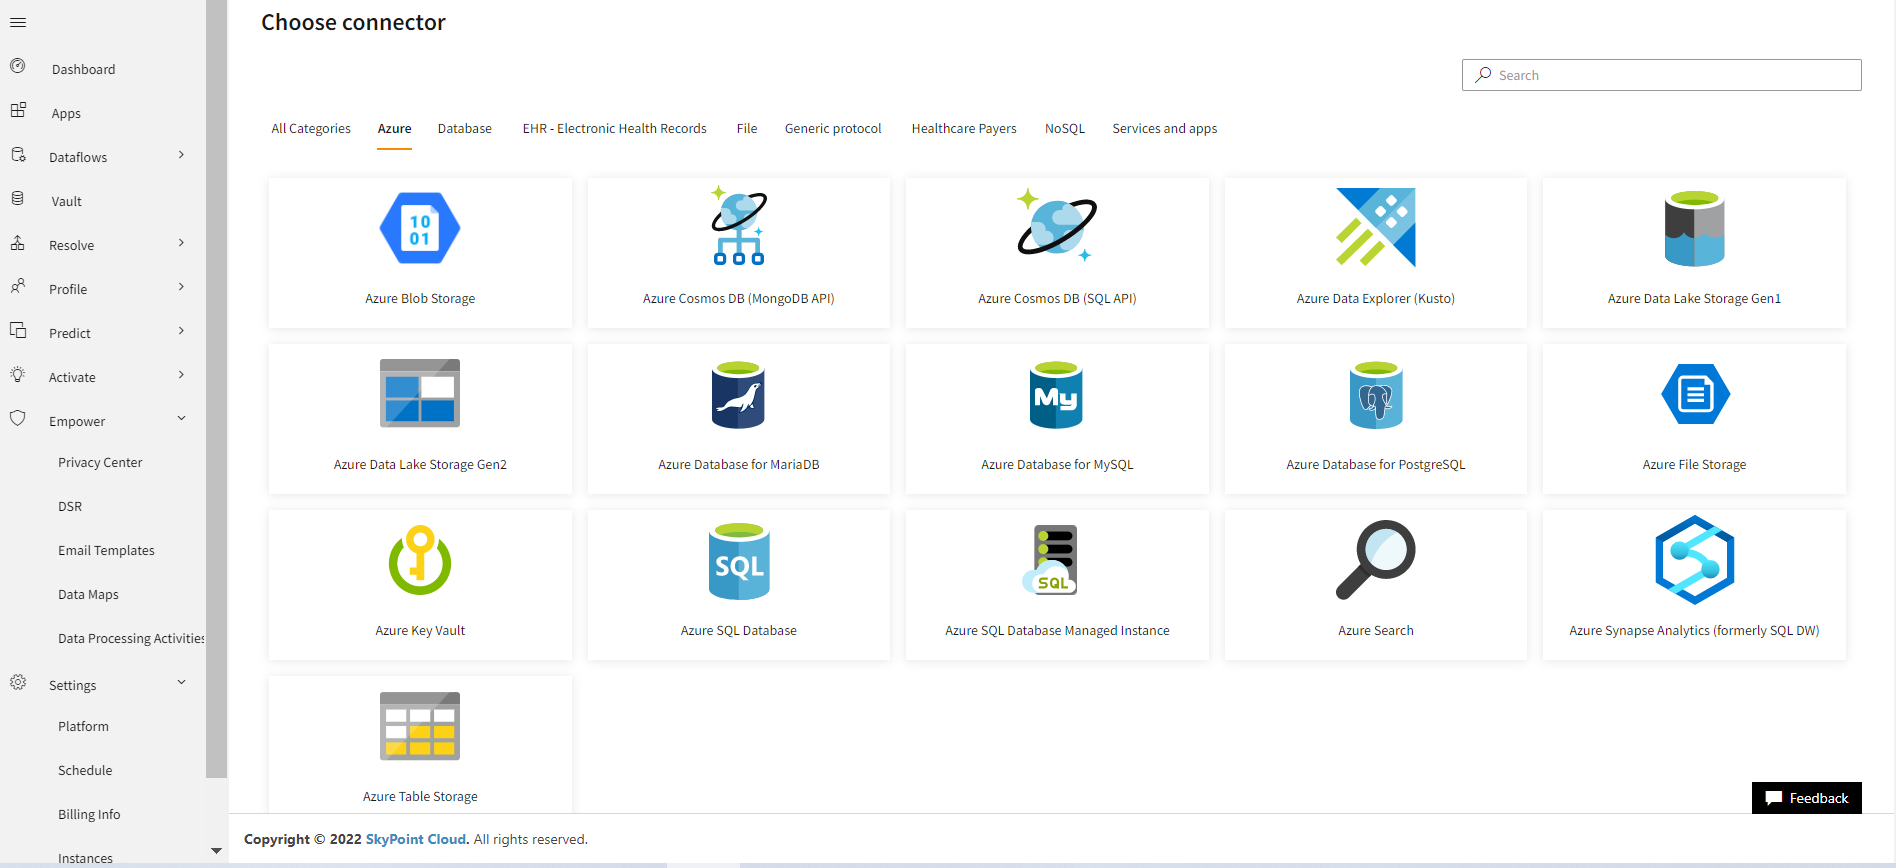 Choose connector
Search
Dashboard
Apps
Dataflows
Vault
Resolve
Profile
Predict
Activate
Empower
Privacy Center
DSR
Email Templates
Data Maps
Data Processing Activities
Settings
Platform
Schedule
Billing Info
Instances
All Categories Azure Database EHR - Electronic Health Records File Generic protocol Healthcare Payers NoSQL Services and apps
10
01
Azure Blob Storage Azure Cosmos DB (MongoDB API) Azure Cosmos DB (SQL API) Azure Data Explorer (Kusto) Azure Data Lake Storage Gen1
My
Azure Data Lake Storage Gen2 Azure Database for MariaDB Azure Database for MySQL Azure Database for PostgreSQL Azure File Storage
SQL SQL
Azure Key Vault Azure SQL Database Azure SQL Database Managed Instance Azure Search Azure Synapse Analytics (formerly SQL DW)
Azure Table Storage
Feedback
Copyright © 2022 SkyPoint Cloud. All rights reserved.